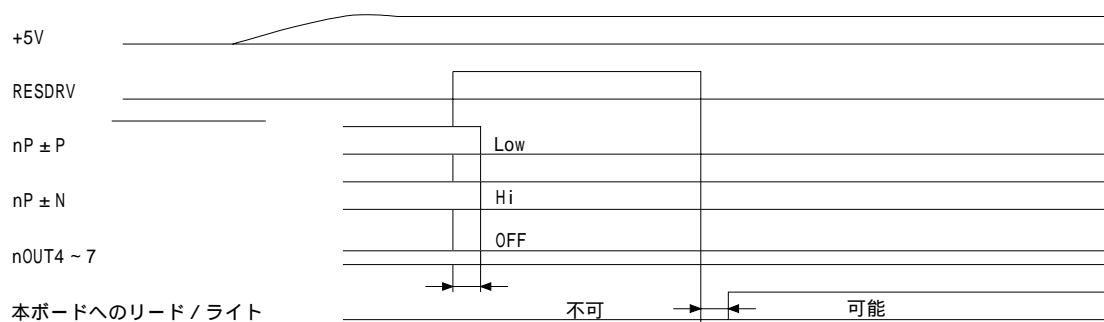 +5V
RESDRV
nP±P Low
nP±N Hi
nOUT4~7 OFF
本ボードへのリード/ライト 不可 可能